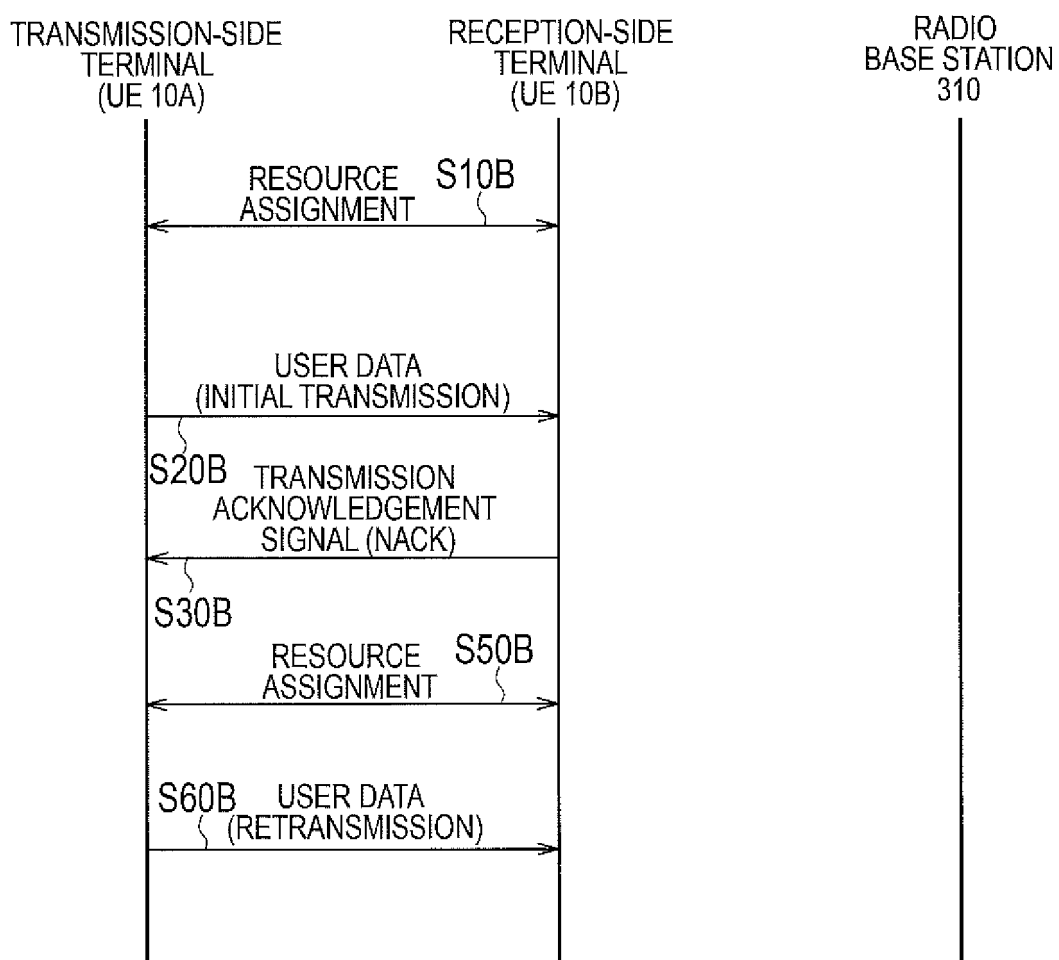 TRANSMISSION-SIDE
TERMINAL
(UE 10A)
RECEPTION-SIDE
TERMINAL
(UE 10B)
RADIO
BASE STATION
310
RESOURCE
ASSIGNMENT
S10B
USER DATA
(INITIAL TRANSMISSION)
S20B
TRANSMISSION
ACKNOWLEDGEMENT
SIGNAL (NACK)
S30B
RESOURCE
ASSIGNMENT
S50B
S60B
USER DATA
(RETRANSMISSION)